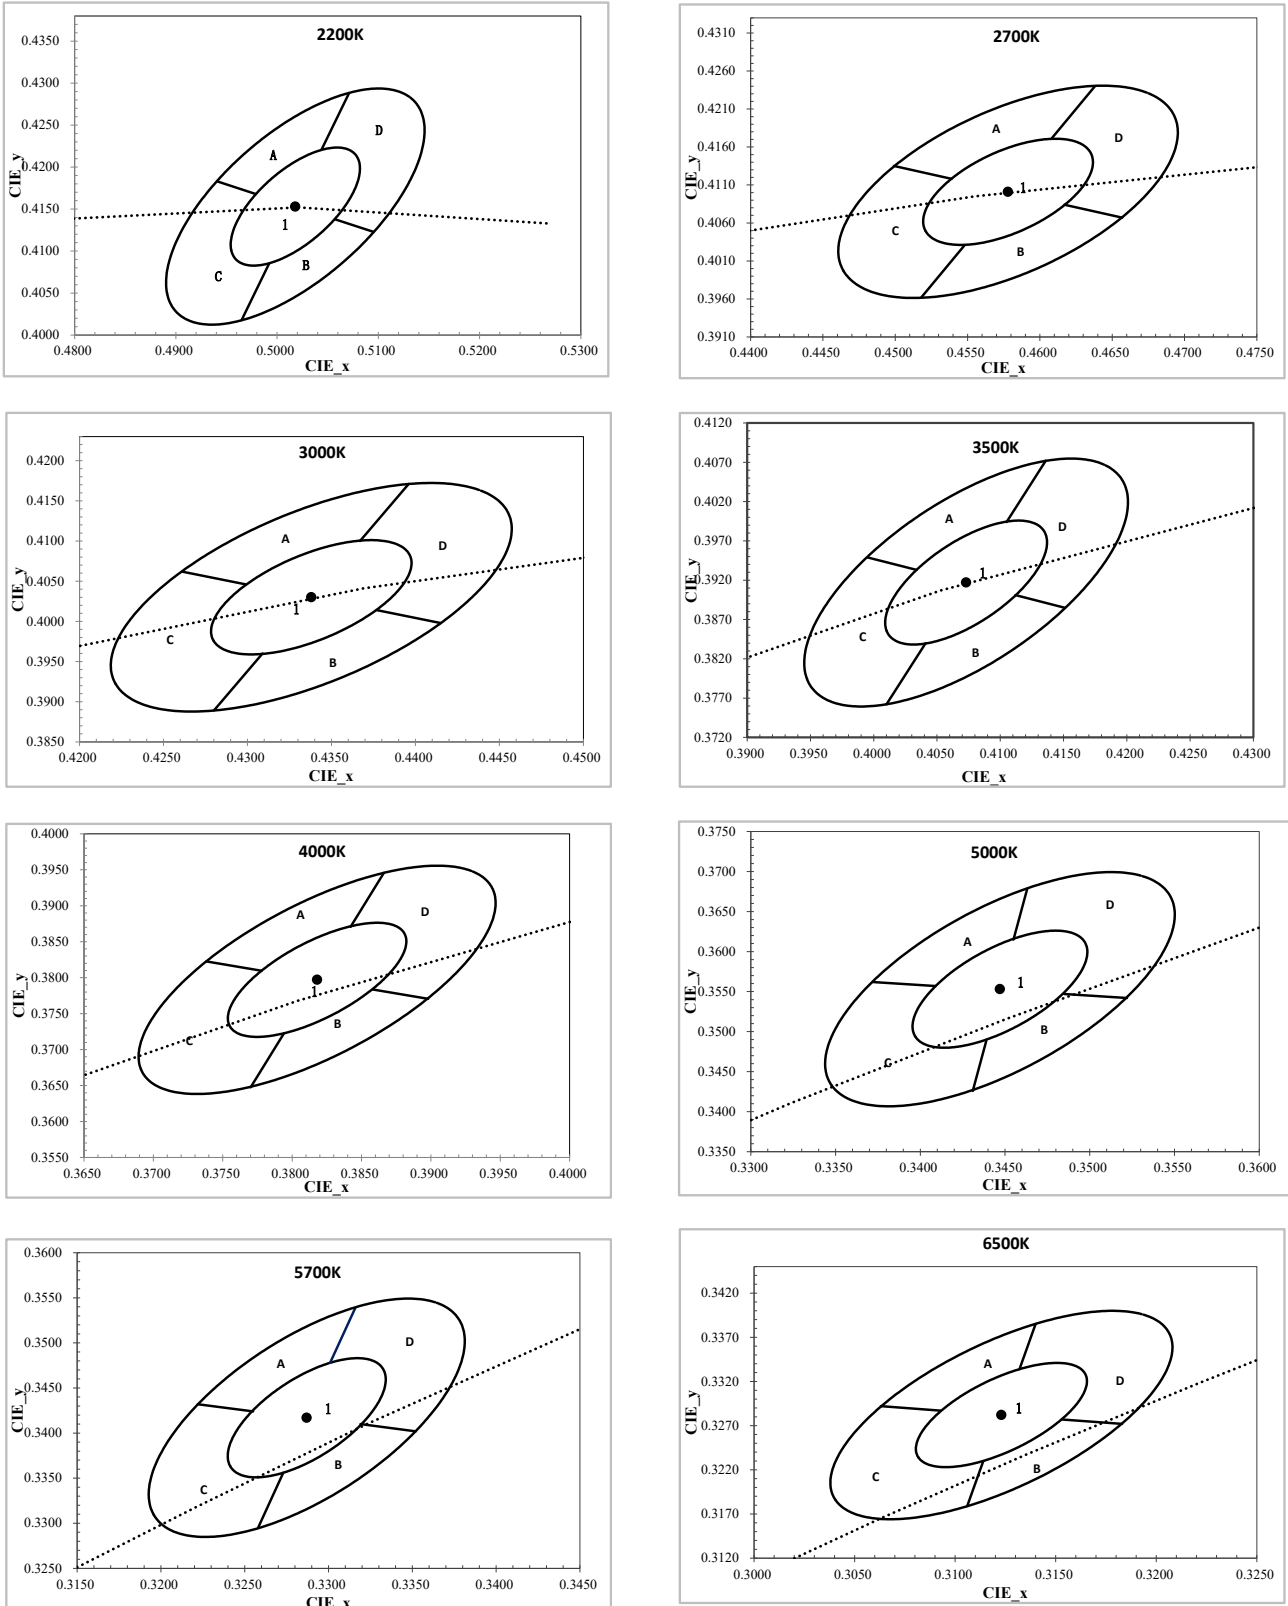 2200K
CIE_y
0.4350
0.4300
0.4250
0.4200
0.4150
0.4100
0.4050
0.4000
A
D
1
B
C
0.4800 0.4900 0.5000 0.5100 0.5200 0.5300
CIE_x
2700K
CIE_y
0.4310
0.4260
0.4210
0.4160
0.4110
0.4060
0.4010
0.3960
0.3910
A
D
1
C
B
0.4400 0.4450 0.4500 0.4550 0.4600 0.4650 0.4700 0.4750
CIE_x
3000K
CIE_y
0.4200
0.4150
0.4100
0.4050
0.4000
0.3950
0.3900
0.3850
A
D
1
C
B
0.4200 0.4250 0.4300 0.4350 0.4400 0.4450 0.4500
CIE_x
3500K
CIE_y
0.4120
0.4070
0.4020
0.3970
0.3920
0.3870
0.3820
0.3770
0.3720
A
D
1
C
B
0.3900 0.3950 0.4000 0.4050 0.4100 0.4150 0.4200 0.4250 0.4300
CIE_x
4000K
CIE_y
0.4000
0.3950
0.3900
0.3850
0.3800
0.3750
0.3700
0.3650
0.3600
0.3550
A
D
1
B
C
0.3650 0.3700 0.3750 0.3800 0.3850 0.3900 0.3950 0.4000
CIE_x
5000K
CIE_y
0.3750
0.3700
0.3650
0.3600
0.3550
0.3500
0.3450
0.3400
0.3350
D
A
1
B
C
0.3300 0.3350 0.3400 0.3450 0.3500 0.3550 0.3600
CIE_x
5700K
CIE_y
0.3600
0.3550
0.3500
0.3450
0.3400
0.3350
0.3300
0.3250
D
A
1
B
C
0.3150 0.3200 0.3250 0.3300 0.3350 0.3400 0.3450
CIE_x
6500K
CIE_y
0.3420
0.3370
0.3320
0.3270
0.3220
0.3170
0.3120
A
D
1
B
C
0.3000 0.3050 0.3100 0.3150 0.3200 0.3250
CIE_x